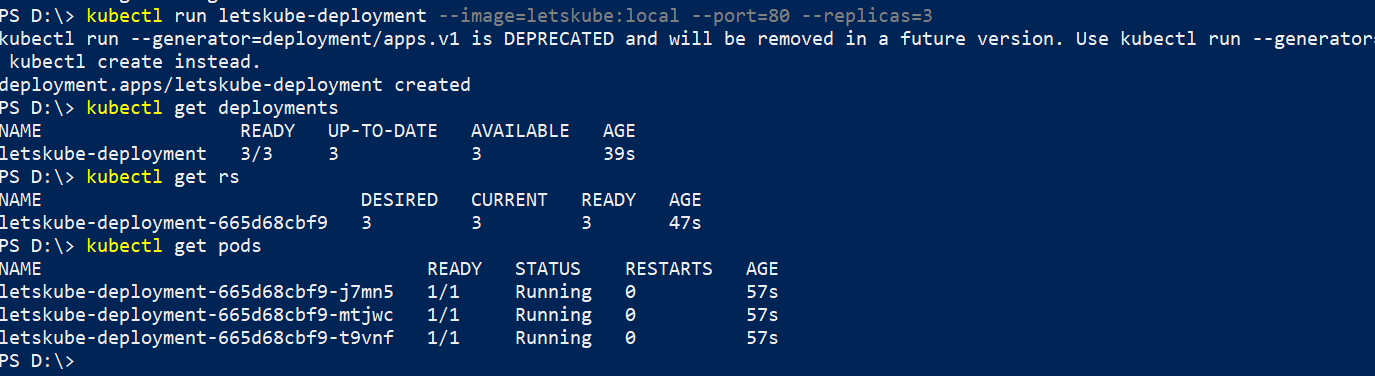 PS D:\> kubectl run letskube-deployment --image=letskube:local --port=80 --replicas=3
kubectl run --generator=deployment/apps.v1 is DEPRECATED and will be removed in a future version. Use kubectl run --generator=
 kubectl create instead.
deployment.apps/letskube-deployment created
PS D:\> kubectl get deployments
NAME                  READY   UP-TO-DATE   AVAILABLE   AGE
letskube-deployment   3/3     3            3           39s
PS D:\> kubectl get rs
NAME                             DESIRED   CURRENT   READY   AGE
letskube-deployment-665d68cbf9   3         3         3       47s
PS D:\> kubectl get pods
NAME                                   READY   STATUS    RESTARTS   AGE
letskube-deployment-665d68cbf9-j7mn5   1/1     Running   0          57s
letskube-deployment-665d68cbf9-mtjwc   1/1     Running   0          57s
letskube-deployment-665d68cbf9-t9vnf   1/1     Running   0          57s
PS D:\>